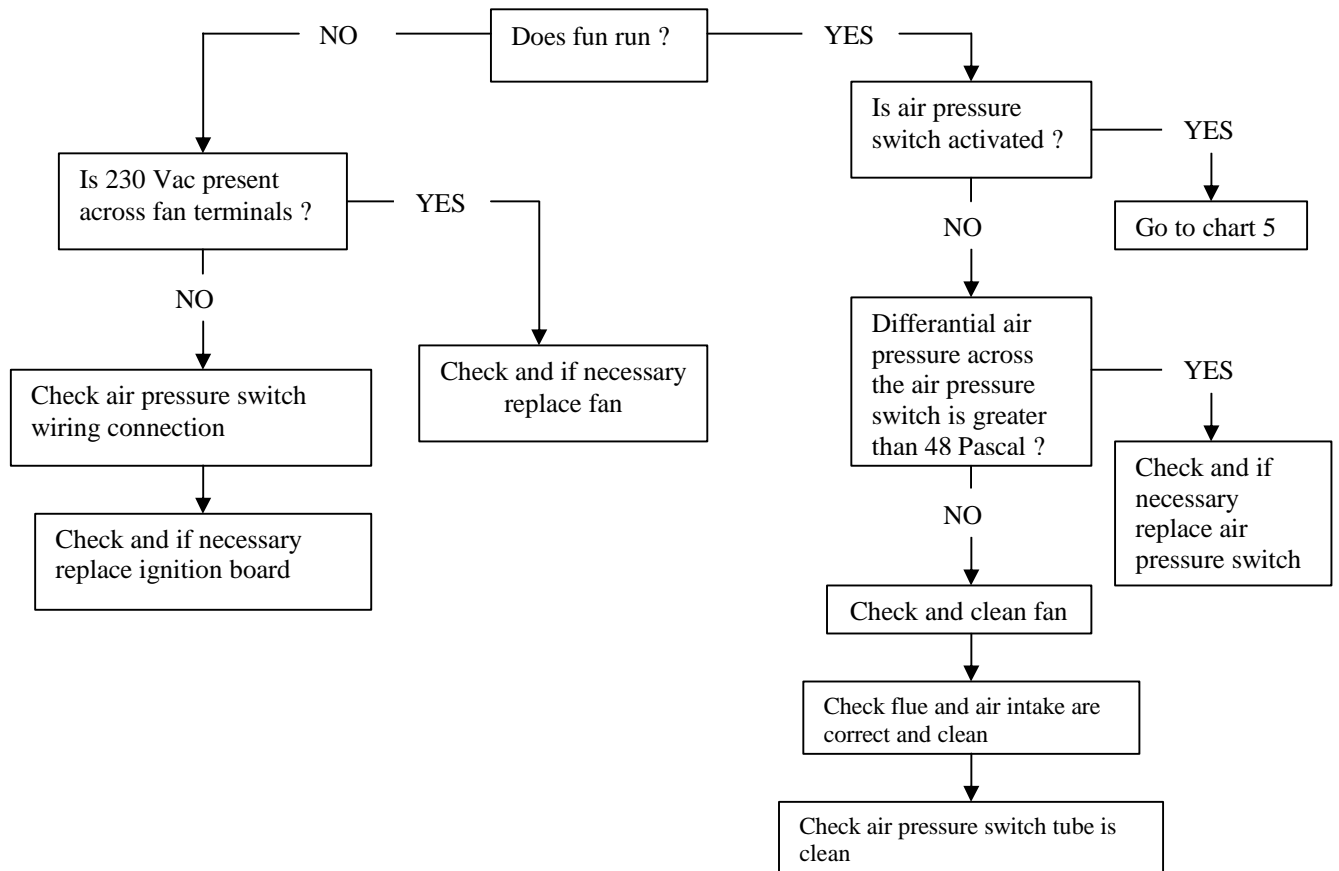 NO
Does fun run ?
YES
Is air pressure
switch activated ?
YES
Is 230 Vac present
across fan terminals ?
YES
Go to chart 5
NO
NO
Differantial air
pressure across
the air pressure
switch is greater
than 48 Pascal ?
YES
Check and if necessary
replace fan
Check air pressure switch
wiring connection
Check and if
necessary
replace air
pressure switch
NO
Check and if necessary
replace ignition board
Check and clean fan
Check flue and air intake are
correct and clean
Check air pressure switch tube is
clean